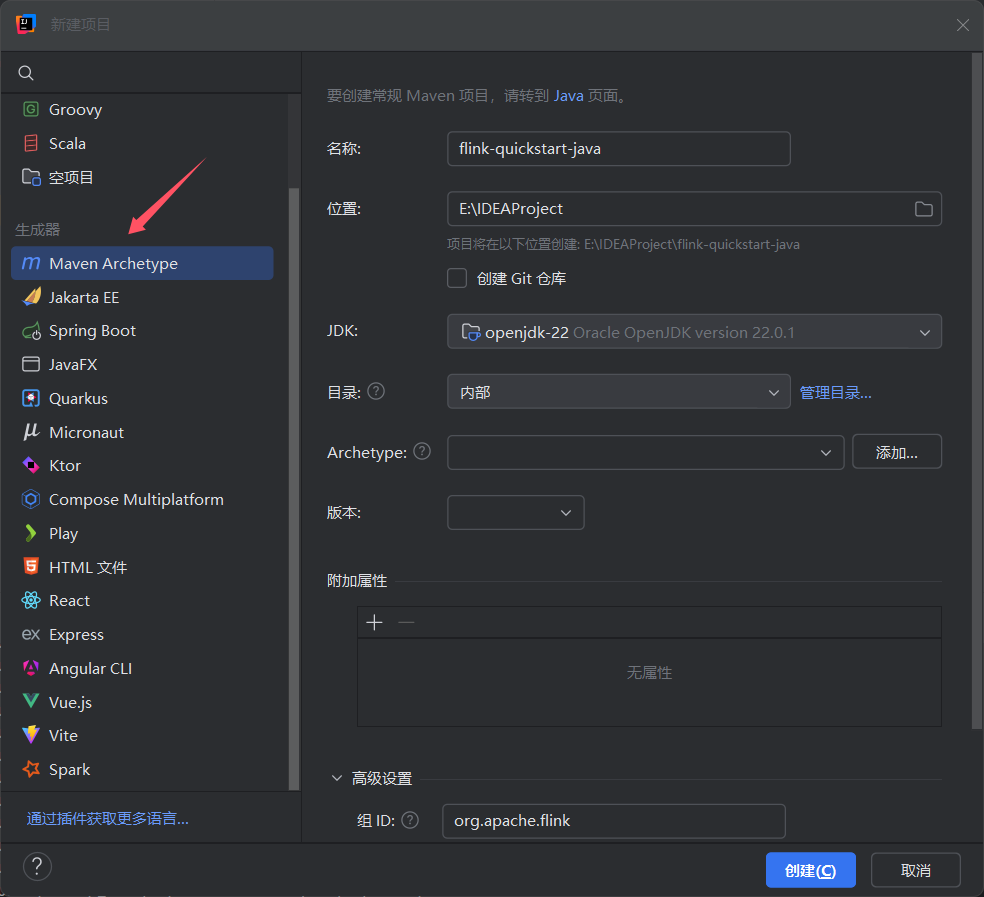 新建项目
Groovy
Scala
空项目
生成器
Maven Archetype
Jakarta EE
Spring Boot
JavaFX
Quarkus
Micronaut
Ktor
Compose Multiplatform
Play
HTML 文件
React
Express
Angular CLI
Vue.js
Vite
Spark
通过插件获取更多语言...
要创建常规 Maven 项目，请转到 Java 页面。
名称: flink-quickstart-java
位置: E:\IDEAProject
项目将在以下位置创建: E:\IDEAProject\flink-quickstart-java
创建 Git 仓库
JDK: openjdk-22 Oracle OpenJDK version 22.0.1
目录: ? 内部 管理目录...
Archetype: ? 添加...
版本:
附加属性
无属性
高级设置
组 ID: ? org.apache.flink
? 创建(C) 取消